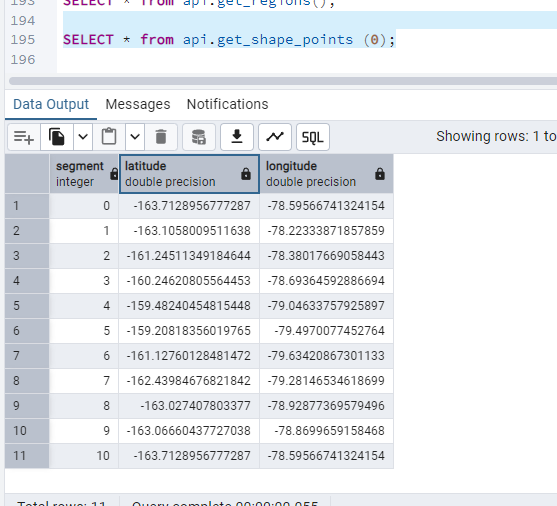 193 SELECT * from api.get_regions();
194
195 SELECT * from api.get_shape_points (0);
196
Data Output Messages Notifications
SQL Showing rows: 1 to
segment integer latitude double precision longitude double precision
1 0 -163.7128956777287 -78.59566741324154
2 1 -163.1058009511638 -78.22333871857859
3 2 -161.24511349184644 -78.38017669058443
4 3 -160.24620805564453 -78.69364592886694
5 4 -159.48240454815448 -79.04633757925897
6 5 -159.20818356019765 -79.4970077452764
7 6 -161.12760128481472 -79.63420867301133
8 7 -162.43984676821842 -79.28146534618699
9 8 -163.027407803377 -78.92877369579496
10 9 -163.06660437727038 -78.8699659158468
11 10 -163.7128956777287 -78.59566741324154
Total rows: 11 Query complete 00:00:00.055